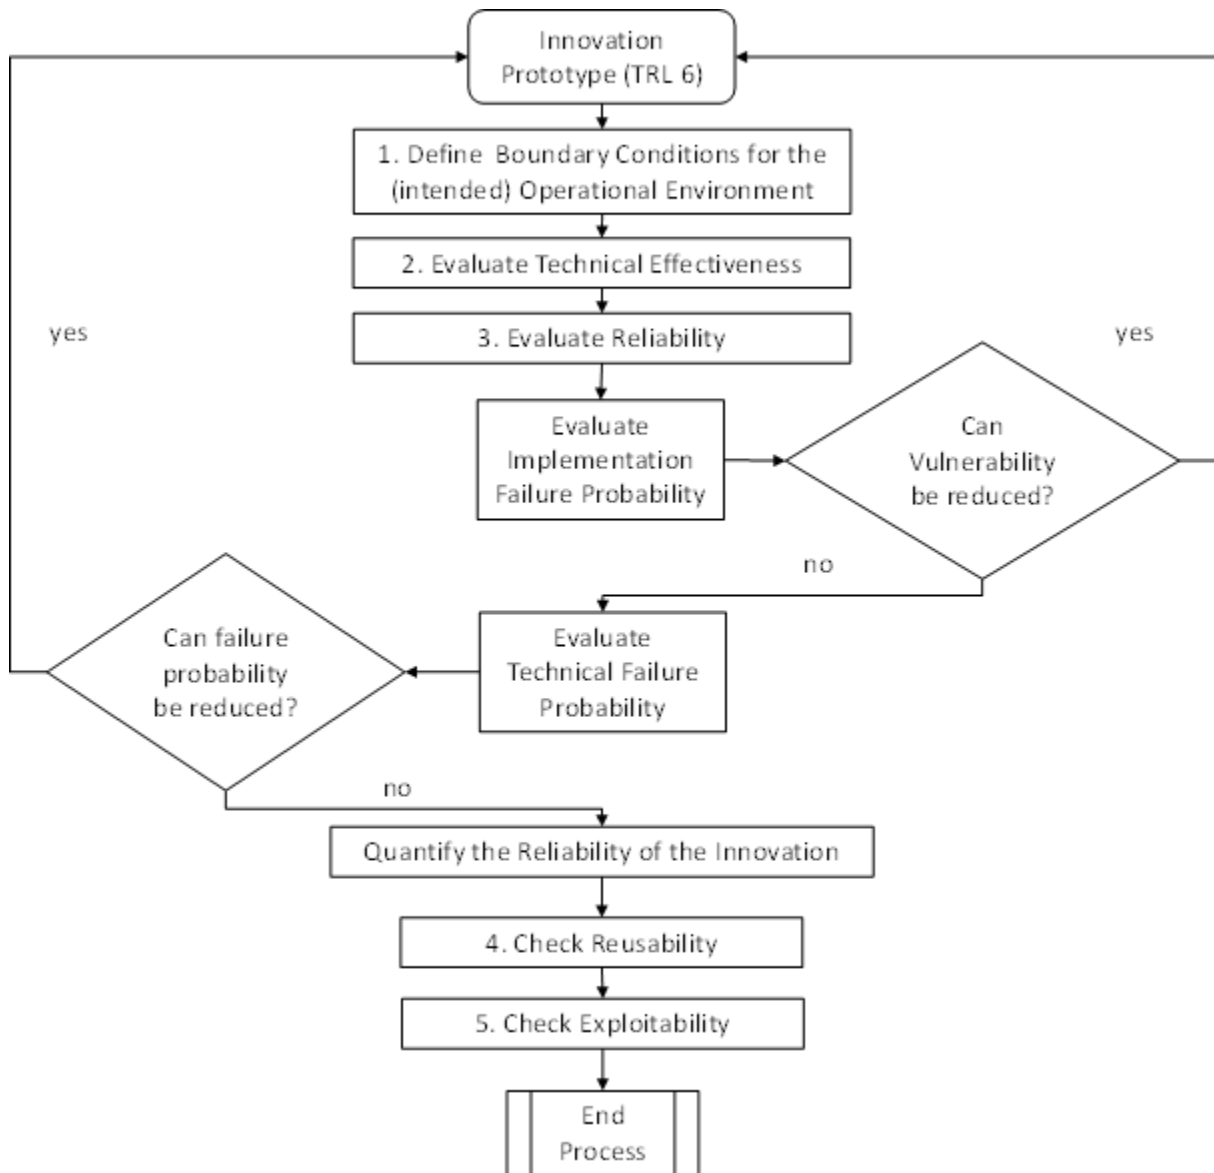 Innovation
Prototype (TRL 6)
1. Define Boundary Conditions for the
(intended) Operational Environment
2. Evaluate Technical Effectiveness
yes
3. Evaluate Reliability
yes
Evaluate
Implementation
Failure Probability
Can
Vulnerability
be reduced?
no
Can failure
probability
be reduced?
Evaluate
Technical Failure
Probability
no
Quantify the Reliability of the Innovation
4. Check Reusability
5. Check Exploitability
End
Process